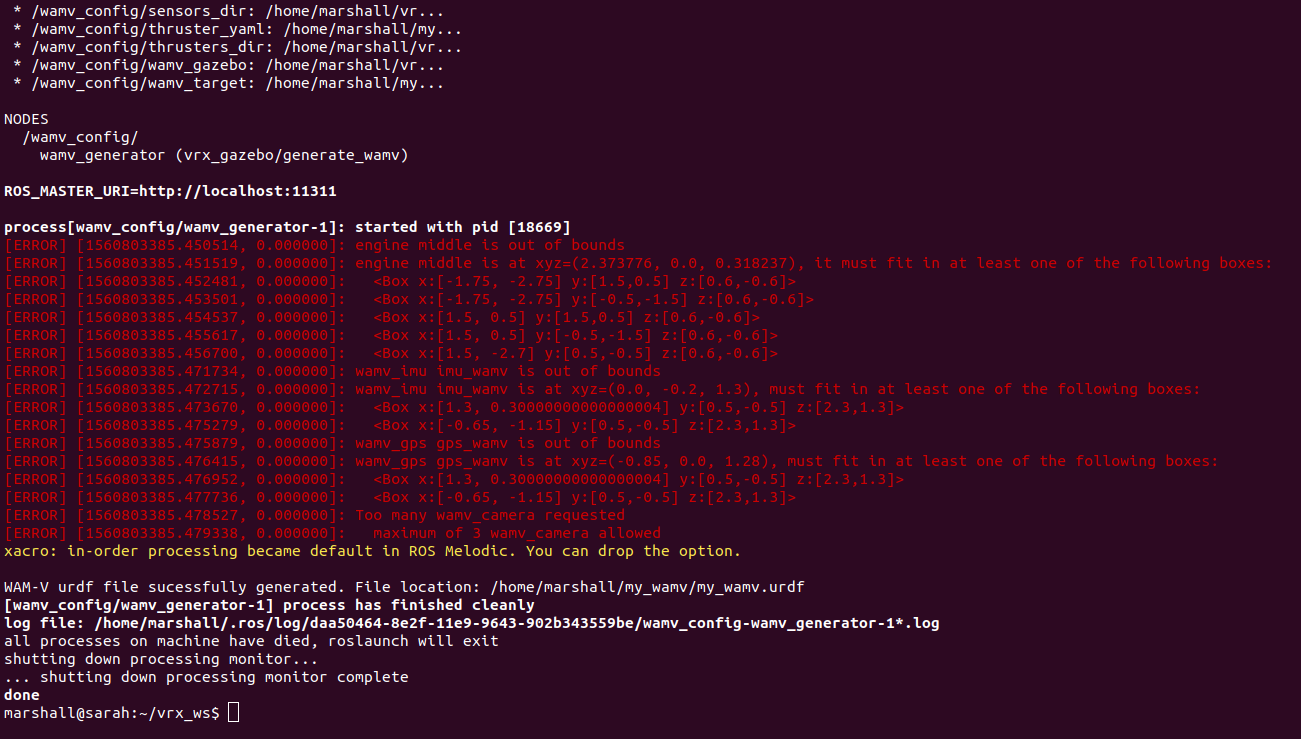 * /wamv_config/sensors_dir: /home/marshall/vr...
* /wamv_config/thruster_yaml: /home/marshall/my...
* /wamv_config/thrusters_dir: /home/marshall/vr...
* /wamv_config/wamv_gazebo: /home/marshall/vr...
* /wamv_config/wamv_target: /home/marshall/my...
NODES
/wamv_config/
wamv_generator (vrx_gazebo/generate_wamv)
ROS_MASTER_URI=http://localhost:11311
process[wamv_config/wamv_generator-1]: started with pid [18669]
[ERROR] [1560803385.450514, 0.000000]: engine middle is out of bounds
[ERROR] [1560803385.451519, 0.000000]: engine middle is at xyz=(2.373776, 0.0, 0.318237), it must fit in at least one of the following boxes:
[ERROR] [1560803385.452481, 0.000000]:   <Box x:[-1.75, -2.75] y:[1.5,0.5] z:[0.6,-0.6]>
[ERROR] [1560803385.453501, 0.000000]:   <Box x:[-1.75, -2.75] y:[-0.5,-1.5] z:[0.6,-0.6]>
[ERROR] [1560803385.454537, 0.000000]:   <Box x:[1.5, 0.5] y:[1.5,0.5] z:[0.6,-0.6]>
[ERROR] [1560803385.455617, 0.000000]:   <Box x:[1.5, 0.5] y:[-0.5,-1.5] z:[0.6,-0.6]>
[ERROR] [1560803385.456700, 0.000000]:   <Box x:[1.5, -2.7] y:[0.5,-0.5] z:[0.6,-0.6]>
[ERROR] [1560803385.471734, 0.000000]: wamv_imu imu_wamv is out of bounds
[ERROR] [1560803385.472715, 0.000000]: wamv_imu imu_wamv is at xyz=(0.0, -0.2, 1.3), must fit in at least one of the following boxes:
[ERROR] [1560803385.473670, 0.000000]:   <Box x:[1.3, 0.30000000000000004] y:[0.5,-0.5] z:[2.3,1.3]>
[ERROR] [1560803385.475279, 0.000000]:   <Box x:[-0.65, -1.15] y:[0.5,-0.5] z:[2.3,1.3]>
[ERROR] [1560803385.475879, 0.000000]: wamv_gps gps_wamv is out of bounds
[ERROR] [1560803385.476415, 0.000000]: wamv_gps gps_wamv is at xyz=(-0.85, 0.0, 1.28), must fit in at least one of the following boxes:
[ERROR] [1560803385.476952, 0.000000]:   <Box x:[1.3, 0.30000000000000004] y:[0.5,-0.5] z:[2.3,1.3]>
[ERROR] [1560803385.477736, 0.000000]:   <Box x:[-0.65, -1.15] y:[0.5,-0.5] z:[2.3,1.3]>
[ERROR] [1560803385.478527, 0.000000]: Too many wamv_camera requested
[ERROR] [1560803385.479338, 0.000000]:   maximum of 3 wamv_camera allowed
xacro: in-order processing became default in ROS Melodic. You can drop the option.
WAM-V urdf file sucessfully generated. File location: /home/marshall/my_wamv/my_wamv.urdf
[wamv_config/wamv_generator-1] process has finished cleanly
log file: /home/marshall/.ros/log/daa50464-8e2f-11e9-9643-902b343559be/wamv_config-wamv_generator-1*.log
all processes on machine have died, roslaunch will exit
shutting down processing monitor...
... shutting down processing monitor complete
done
marshall@sarah:~/vrx_ws$